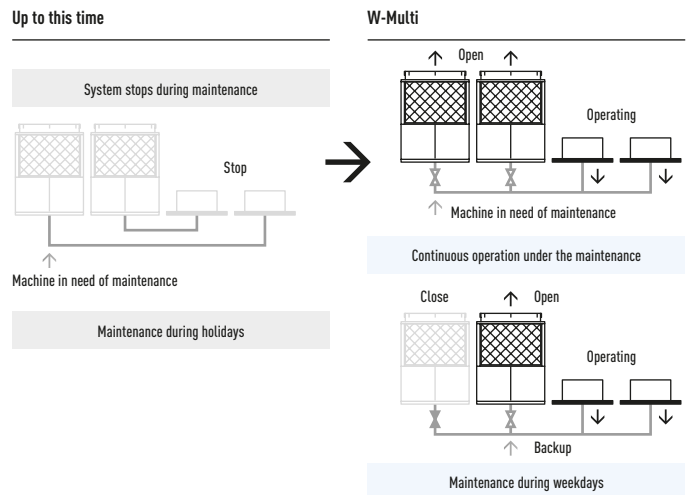 Up to this time
System stops during maintenance
Stop
Machine in need of maintenance
Maintenance during holidays
W-Multi
Open
Operating
Machine in need of maintenance
Continuous operation under the maintenance
Close
Open
Operating
Backup
Maintenance during weekdays